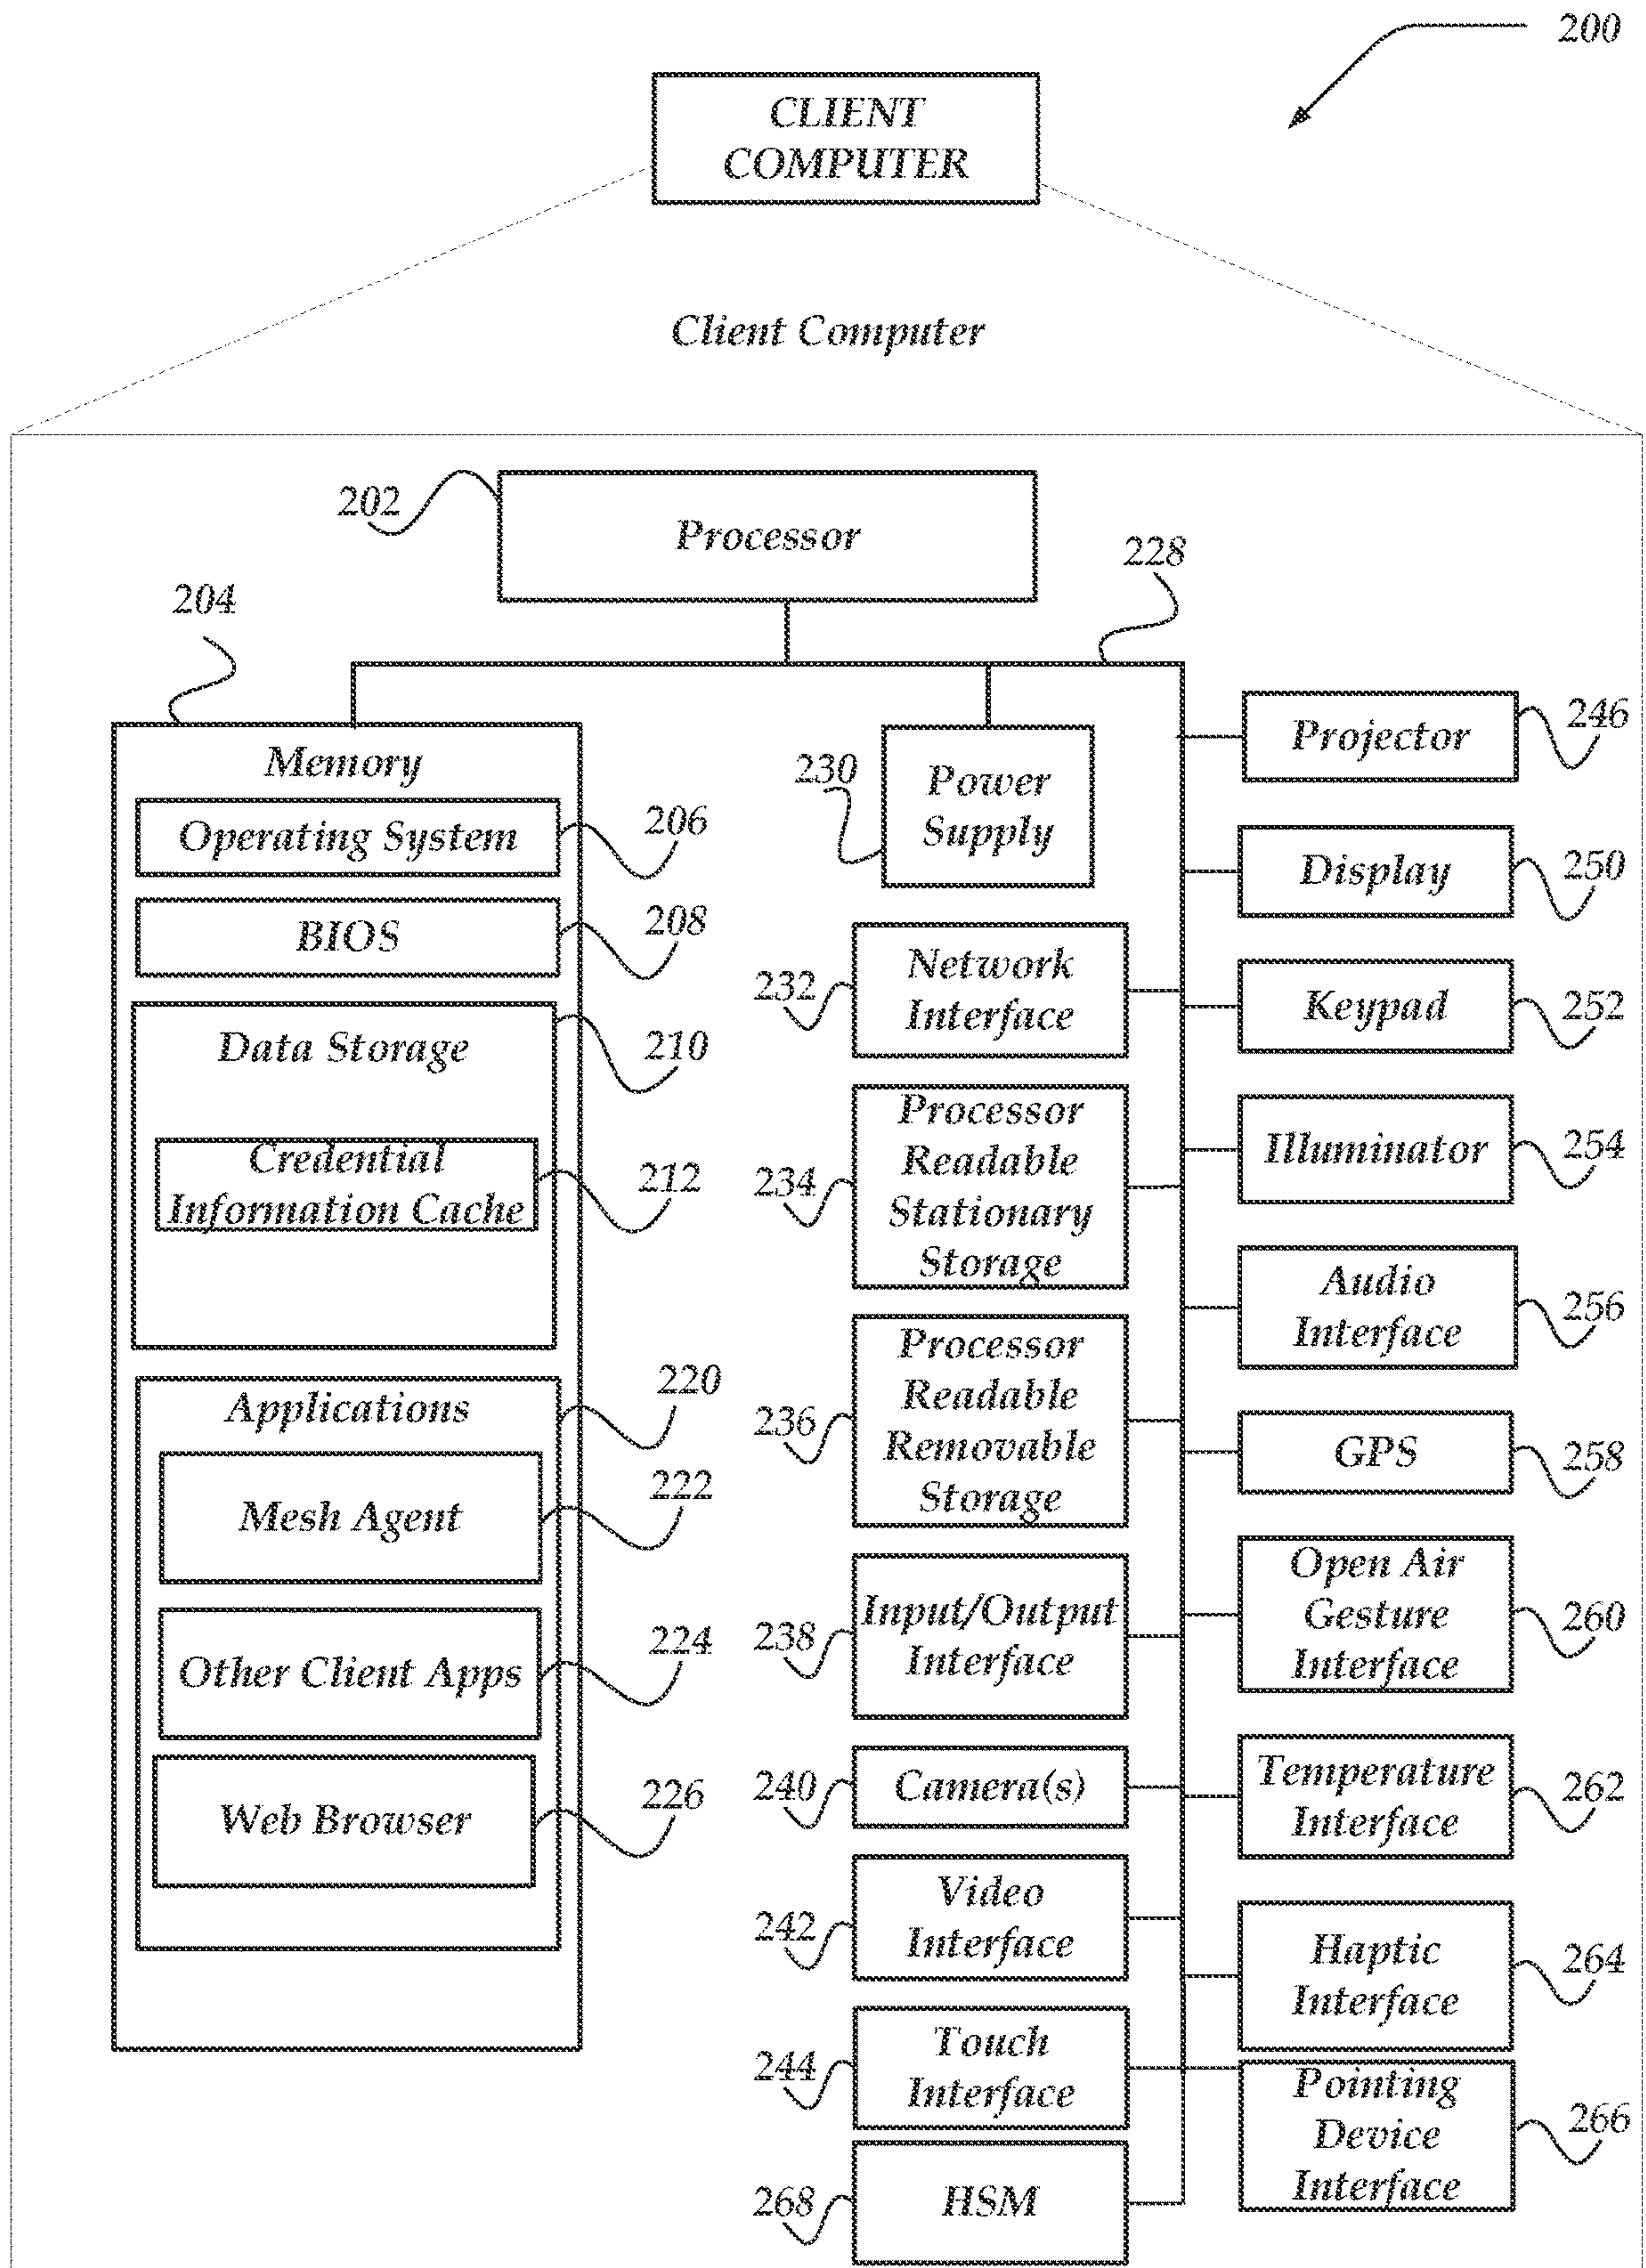 200
CLIENT
COMPUTER
Client Computer
202
Processor
228
204
Memory
Operating System
206
BIOS
208
Data Storage
210
Credential
Information Cache
212
Applications
220
Mesh Agent
222
Other Client Apps
224
Web Browser
226
230
Power
Supply
232
Network
Interface
234
Processor
Readable
Stationary
Storage
236
Processor
Readable
Removable
Storage
238
Input/Output
Interface
240
Camera(s)
242
Video
Interface
244
Touch
Interface
268
HSM
Projector
246
Display
250
Keypad
252
Illuminator
254
Audio
Interface
256
GPS
258
Open Air
Gesture
Interface
260
Temperature
Interface
262
Haptic
Interface
264
Pointing
Device
Interface
266